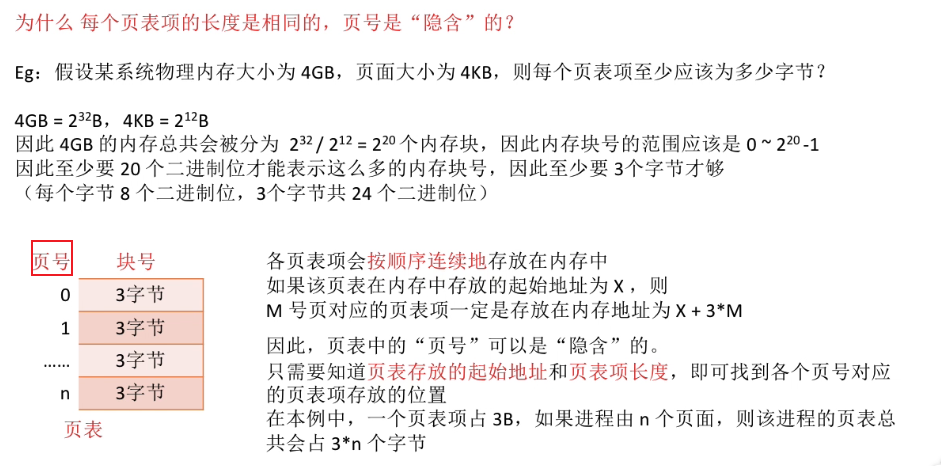 为什么 每个页表项的长度是相同的，页号是“隐含”的？
Eg：假设某系统物理内存大小为 4GB，页面大小为 4KB，则每个页表项至少应该为多少字节？
4GB = 2³²B，4KB = 2¹²B
因此 4GB 的内存总共会被分为 2³² / 2¹² = 2²⁰ 个内存块，因此内存块号的范围应该是 0 ~ 2²⁰ -1
因此至少要 20 个二进制位才能表示这么多的内存块号，因此至少要 3个字节才够
（每个字节 8 个二进制位，3个字节共 24 个二进制位）
页号 块号
0 3字节
1 3字节
...... 3字节
n 3字节
页表
各页表项会按顺序连续地存放在内存中
如果该页表在内存中存放的起始地址为 X ，则
M 号页对应的页表项一定是存放在内存地址为 X + 3*M
因此，页表中的“页号”可以是“隐含”的。
只需要知道页表存放的起始地址和页表项长度，即可找到各个页号对应
的页表项存放的位置
在本例中，一个页表项占 3B，如果进程由 n 个页面，则该进程的页表总
共会占 3*n 个字节